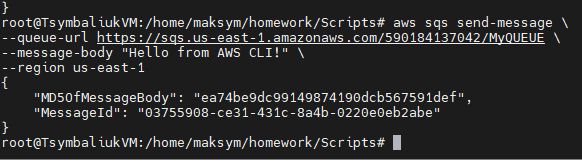 }
root@TsymbaliukVM:/home/maksym/homework/Scripts# aws sqs send-message \
--queue-url https://sqs.us-east-1.amazonaws.com/590184137042/MyQUEUE \
--message-body "Hello from AWS CLI!" \
--region us-east-1
{
    "MD5OfMessageBody": "ea74be9dc99149874190dcb567591def",
    "MessageId": "03755908-ce31-431c-8a4b-0220e0eb2abe"
}
root@TsymbaliukVM:/home/maksym/homework/Scripts#